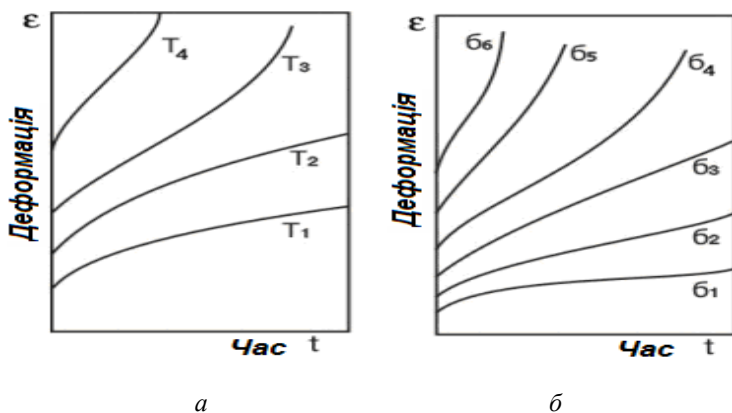 ε
Деформація
T₄
T₃
T₂
T₁
Час t
а
ε
Деформація
б₆
б₅
б₄
б₃
б₂
б₁
Час t
б